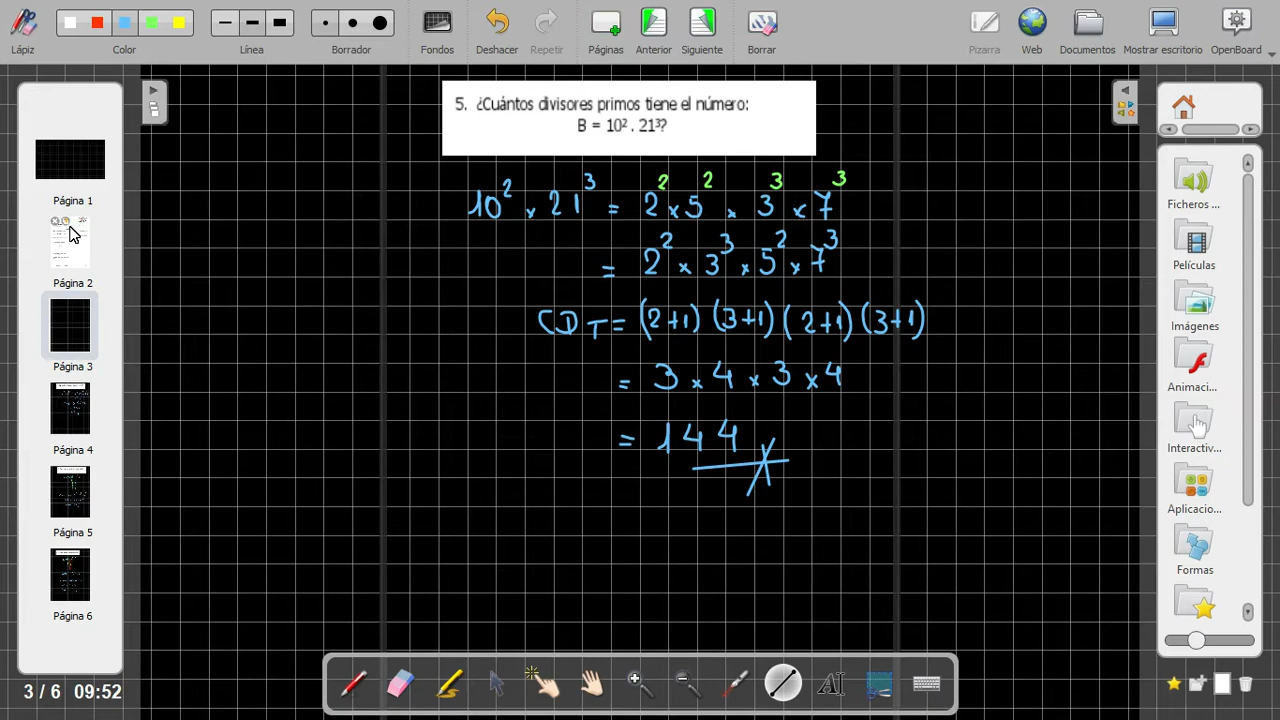 Lápiz
Color
Línea
Borrador
Fondos
Deshacer
Repetir
Páginas
Anterior
Siguiente
Borrar
Pizarra
Web
Documentos
Mostrar escritorio
OpenBoard
Página 1
Página 2
Página 3
Página 4
Página 5
Página 6
3 / 6 09:52
5. ¿Cuántos divisores primos tiene el número:
B = 10² . 21³?
10² × 21³ = 2² × 5² × 3³ × 7³
= 2² × 3³ × 5² × 7³
CD T = (2+1) (3+1) (2+1) (3+1)
= 3 × 4 × 3 × 4
= 144
Ficheros ...
Películas
Imágenes
Animaci...
Interactiv...
Aplicacio...
Formas
AI